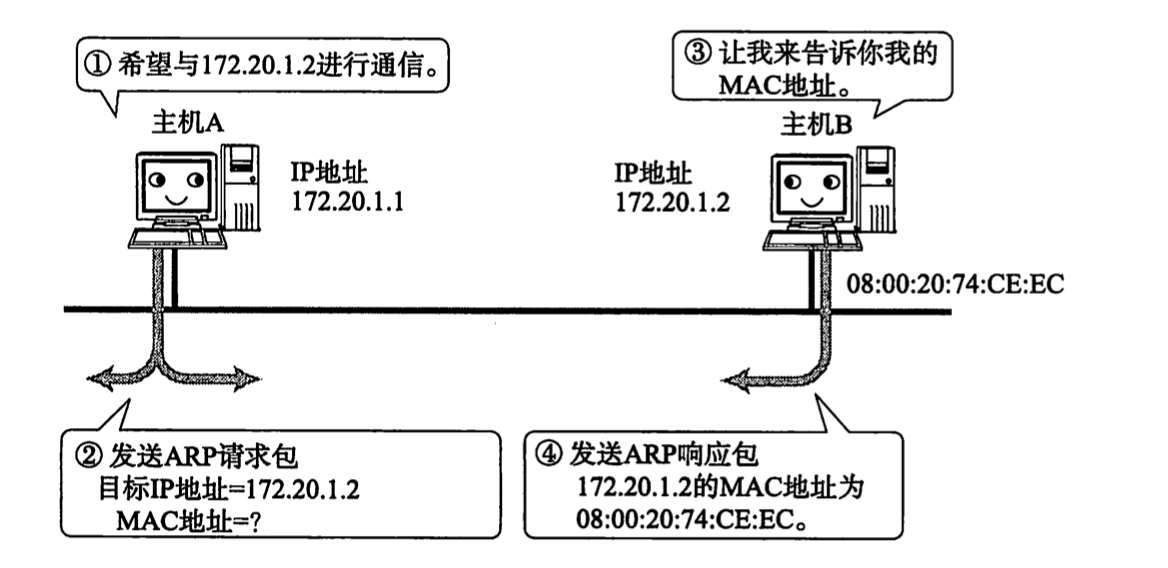 ① 希望与172.20.1.2进行通信。
③ 让我来告诉你我的
MAC地址。
主机A
主机B
IP地址
172.20.1.1
IP地址
172.20.1.2
08:00:20:74:CE:EC
② 发送ARP请求包
目标IP地址=172.20.1.2
MAC地址=?
④ 发送ARP响应包
172.20.1.2的MAC地址为
08:00:20:74:CE:EC。